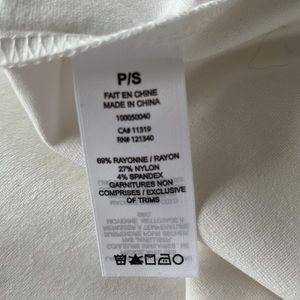 P/S
FAIT EN CHINE
MADE IN CHINA
100050040
CA# 11319
RN# 121340
69% RAYONNE / RAYON
27% NYLON
4% SPANDEX
GARNITURES NON
COMPRISES / EXCLUSIVE
OF TRIMS